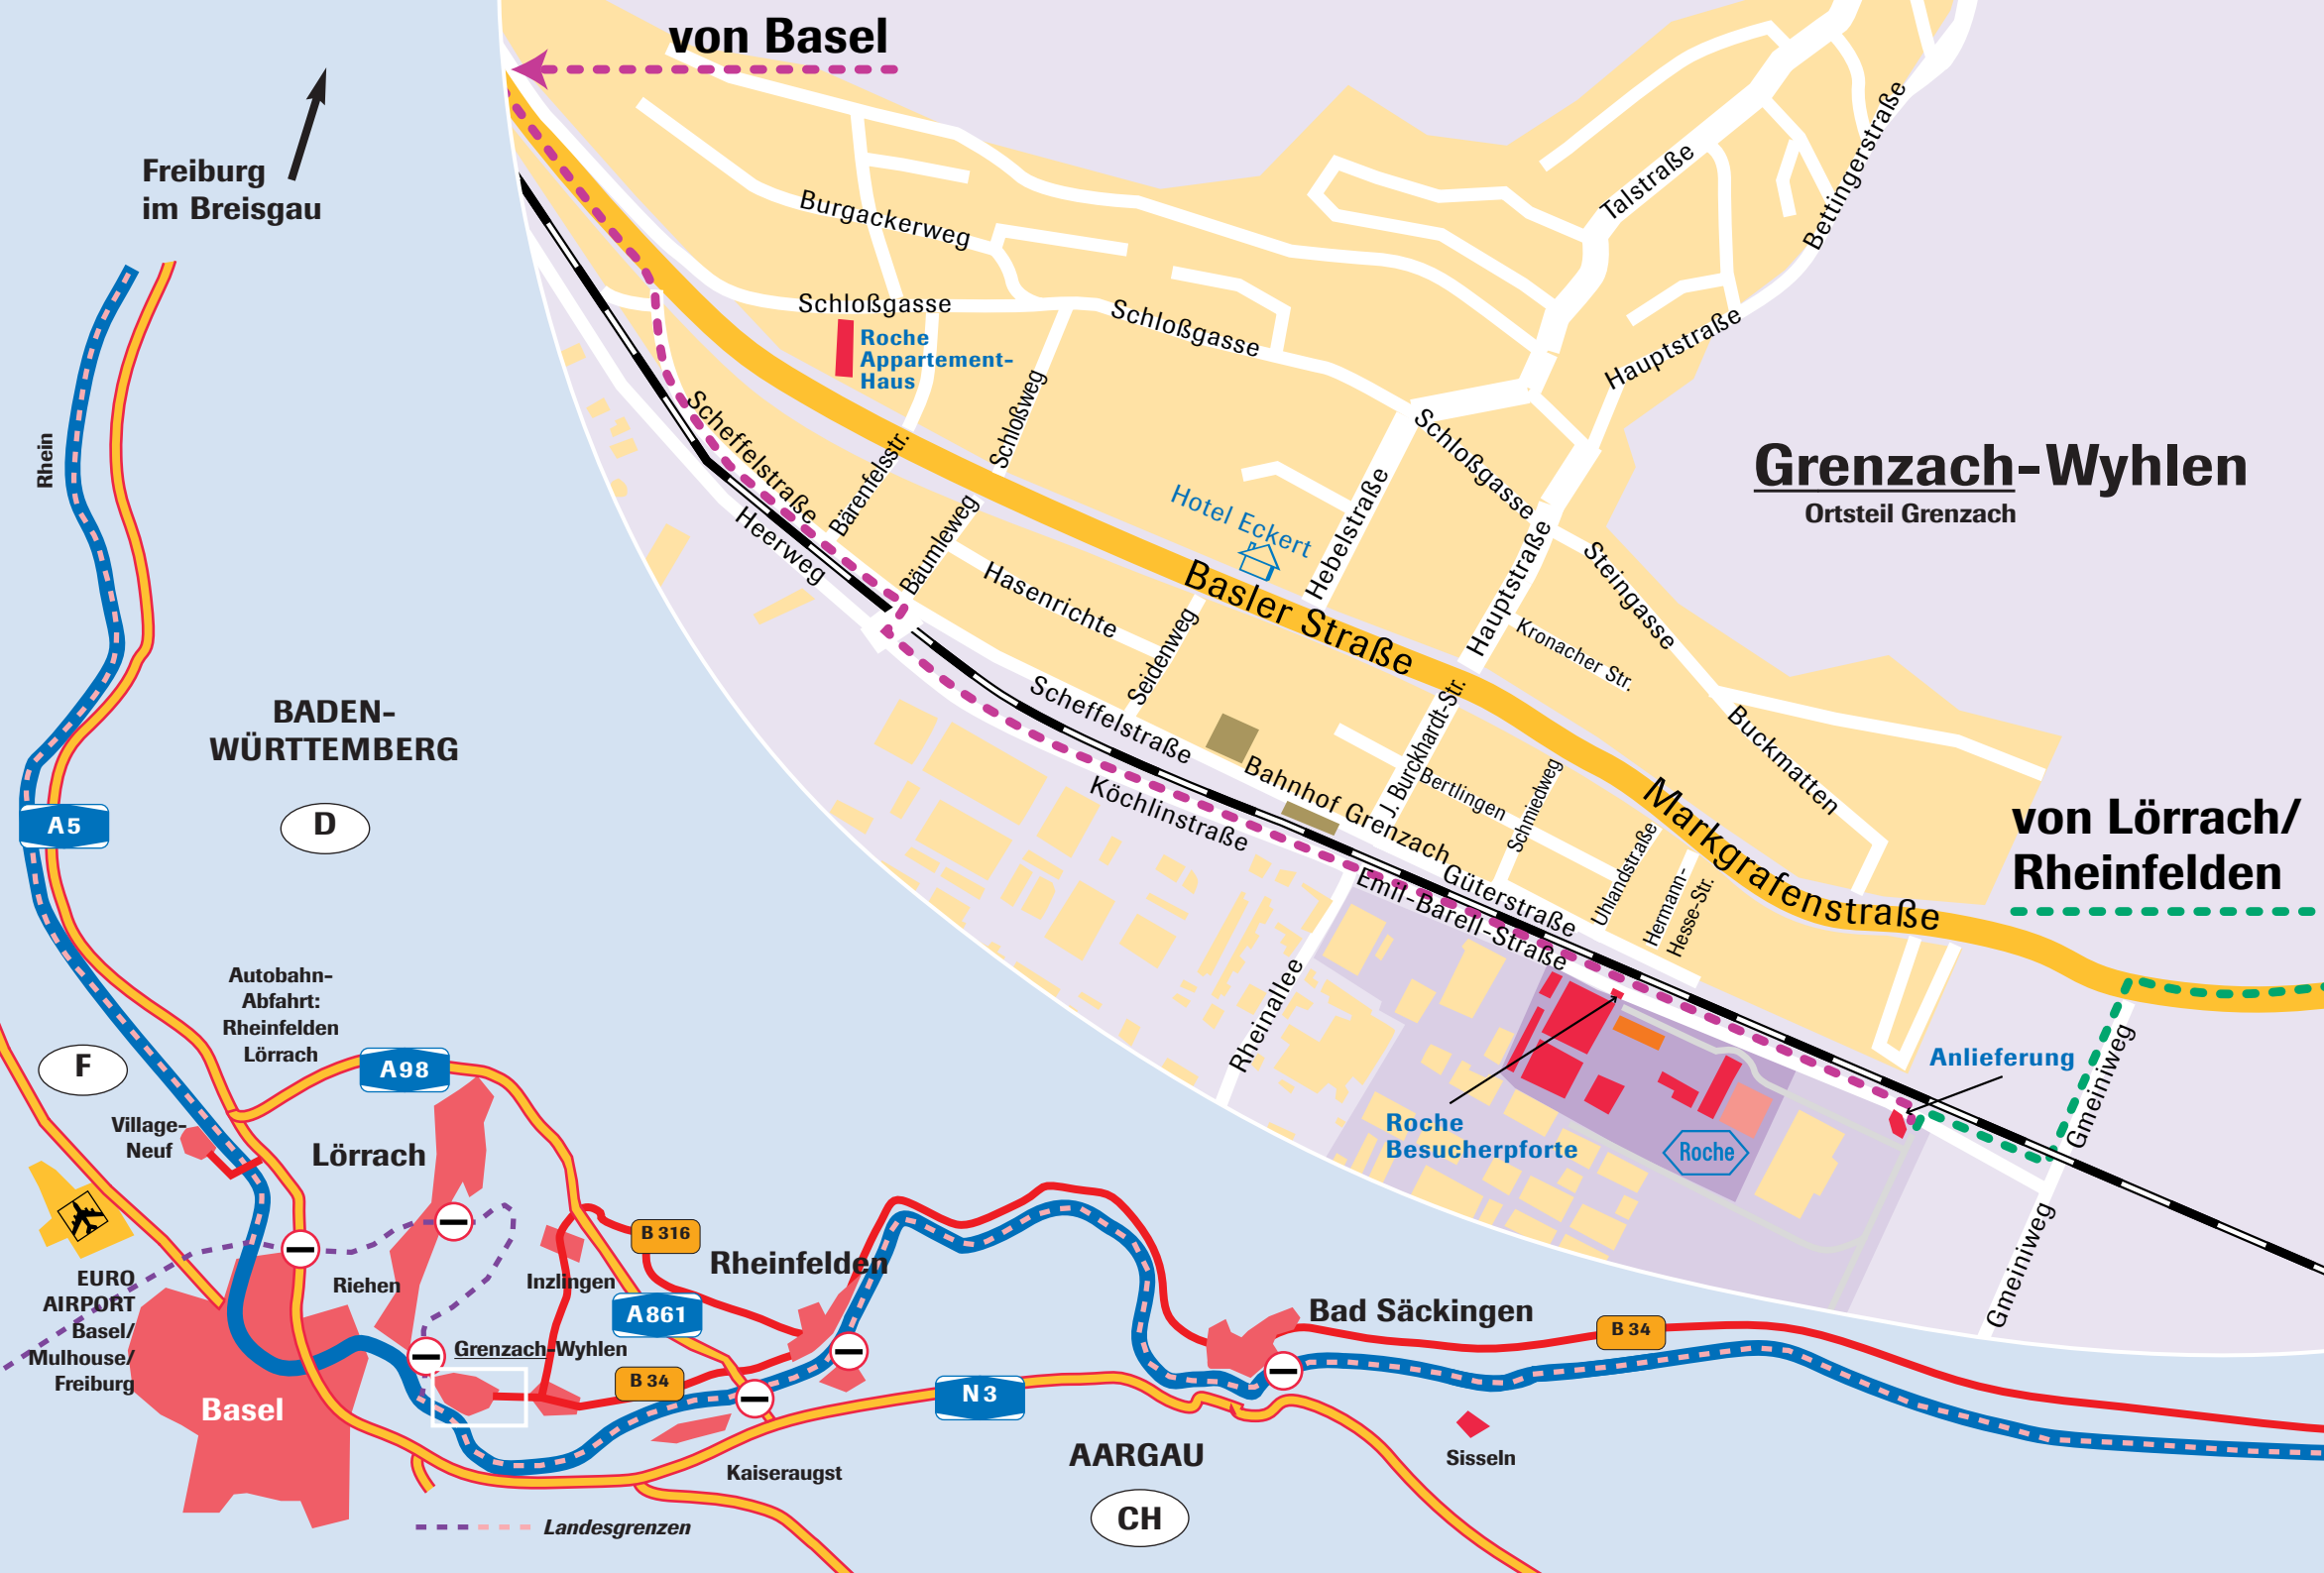 von Basel
Freiburg
im Breisgau
Talstraße
Bettingerstraße
Burgackerweg
Schloßgasse
Schloßgasse
Hauptstraße
Roche
Appartement-
Haus
Rhein
Scheffelstraße
Bärenfelsstr.
Schloßweg
Schloßgasse
Grenzach-Wyhlen
Ortsteil Grenzach
Heerweg
Bäumleweg
Hotel Eckert
Hebelstraße
Hauptstraße
Steingasse
Hasenrichte
Basler Straße
Kronacher Str.
Seidenweg
Scheffelstraße
J. Burckhardt-Str.
Buckmatten
BADEN-
WÜRTTEMBERG
D
Köchlinstraße
Bahnhof Grenzach
Bertlingen
Schmiedweg
Markgrafenstraße
von Lörrach/
Rheinfelden
A5
Uhlandstraße
Hermann-
Hesse-Str.
Güterstraße
Emil-Barell-Straße
Rheinallee
Autobahn-
Abfahrt:
Rheinfelden
Lörrach
F
A98
Anlieferung
Gmeiniweg
Roche
Besucherpforte
Roche
Village-
Neuf
Lörrach
B 316
Rheinfelden
Gmeiniweg
EURO
AIRPORT
Basel/
Mulhouse/
Freiburg
Riehen
Inzlingen
A861
Bad Säckingen
B 34
Grenzach-Wyhlen
B 34
N3
Basel
AARGAU
Sisseln
Kaiseraugst
CH
Landesgrenzen